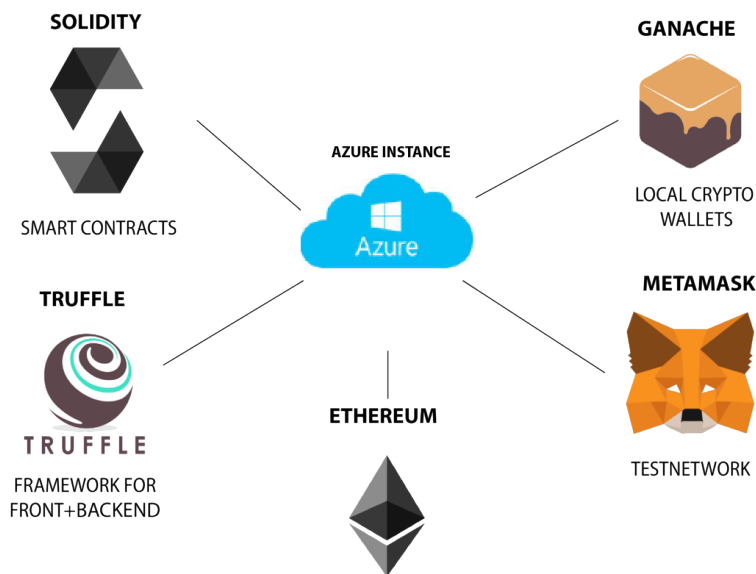 SOLIDITY
SMART CONTRACTS
GANACHE
LOCAL CRYPTO
WALLETS
AZURE INSTANCE
Azure
TRUFFLE
TRUFFLE
FRAMEWORK FOR
FRONT+BACKEND
METAMASK
TESTNETWORK
ETHEREUM